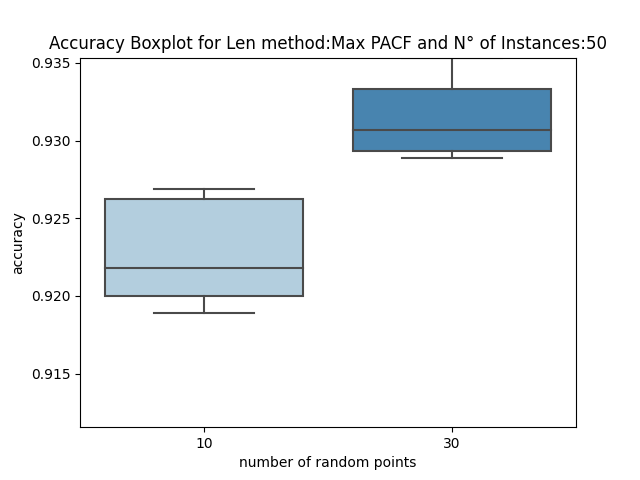 Accuracy Boxplot for Len method:Max PACF and N° of Instances:50
0.935
0.930
0.925
0.920
0.915
accuracy
10 30
number of random points